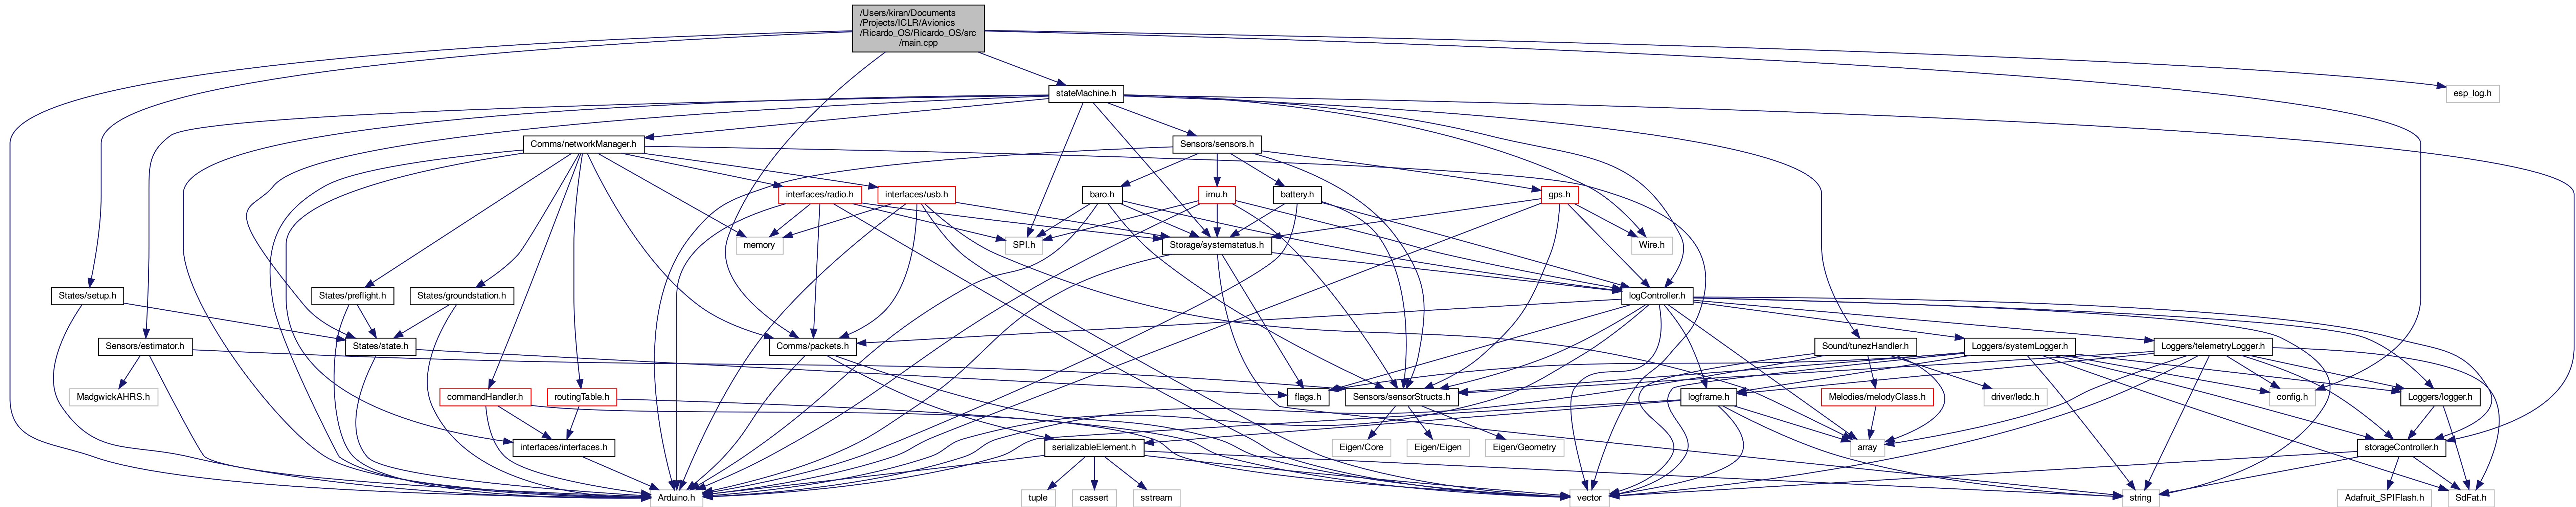 /Users/kiran/Documents
/Projects/ICLR/Avionics
/Ricardo_OS/Ricardo_OS/src
/main.cpp
stateMachine.h
esp_log.h
Comms/networkManager.h
Sensors/sensors.h
interfaces/radio.h
interfaces/usb.h
baro.h
imu.h
battery.h
gps.h
memory
SPI.h
Storage/systemstatus.h
Wire.h
States/setup.h
States/preflight.h
States/groundstation.h
logController.h
Sensors/estimator.h
States/state.h
Comms/packets.h
Sound/tunezHandler.h
Loggers/systemLogger.h
Loggers/telemetryLogger.h
MadgwickAHRS.h
commandHandler.h
routingTable.h
flags.h
Sensors/sensorStructs.h
logframe.h
Melodies/melodyClass.h
driver/ledc.h
config.h
Loggers/logger.h
interfaces/interfaces.h
serializableElement.h
Eigen/Core
Eigen/Eigen
Eigen/Geometry
array
storageController.h
Arduino.h
tuple
cassert
sstream
vector
string
Adafruit_SPIFlash.h
SdFat.h